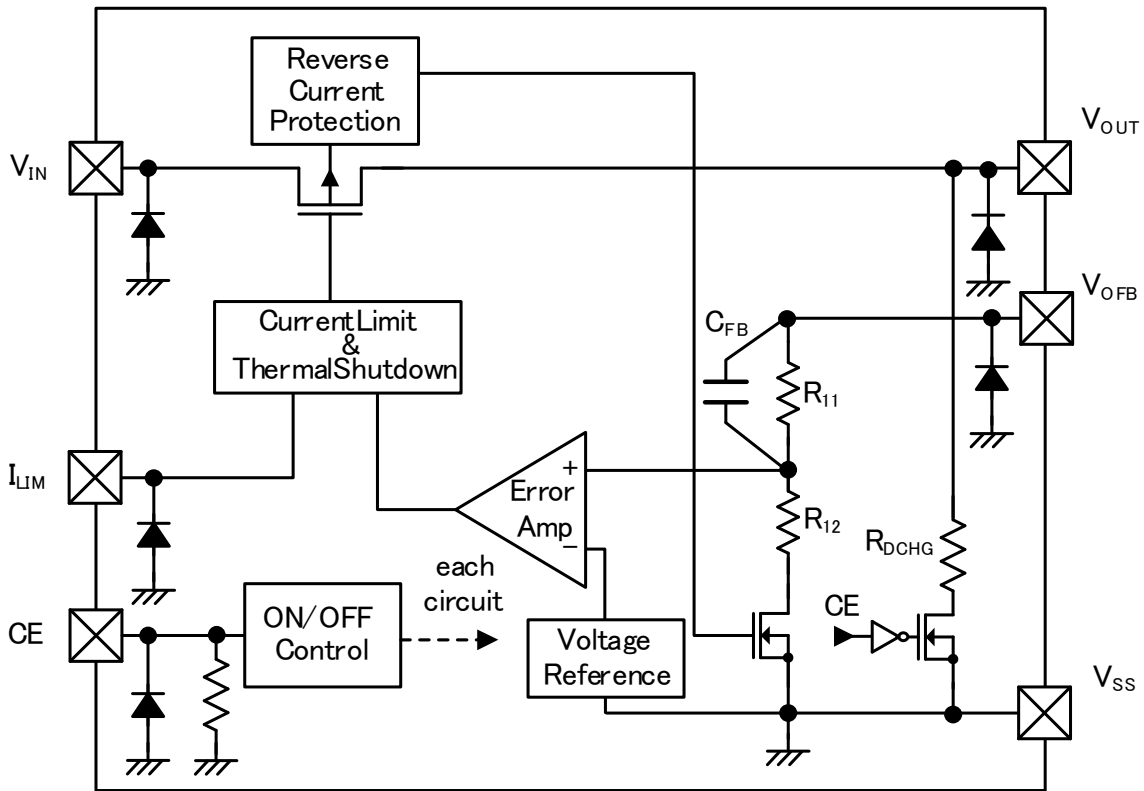 Reverse
Current
Protection
VIN
VOUT
VOFB
CurrentLimit
&
ThermalShutdown
CFB
R11
ILIM
+
Error
Amp
−
R12
RDCHG
each
circuit
CE
ON/OFF
Control
CE
Voltage
Reference
VSS